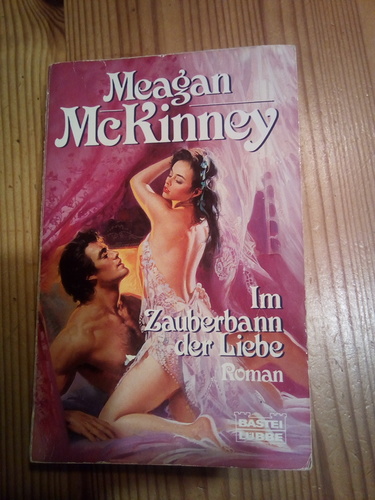 Meagan
McKinney
Im
Zauberbann
der Liebe
Roman
BASTEI
LÜBBE